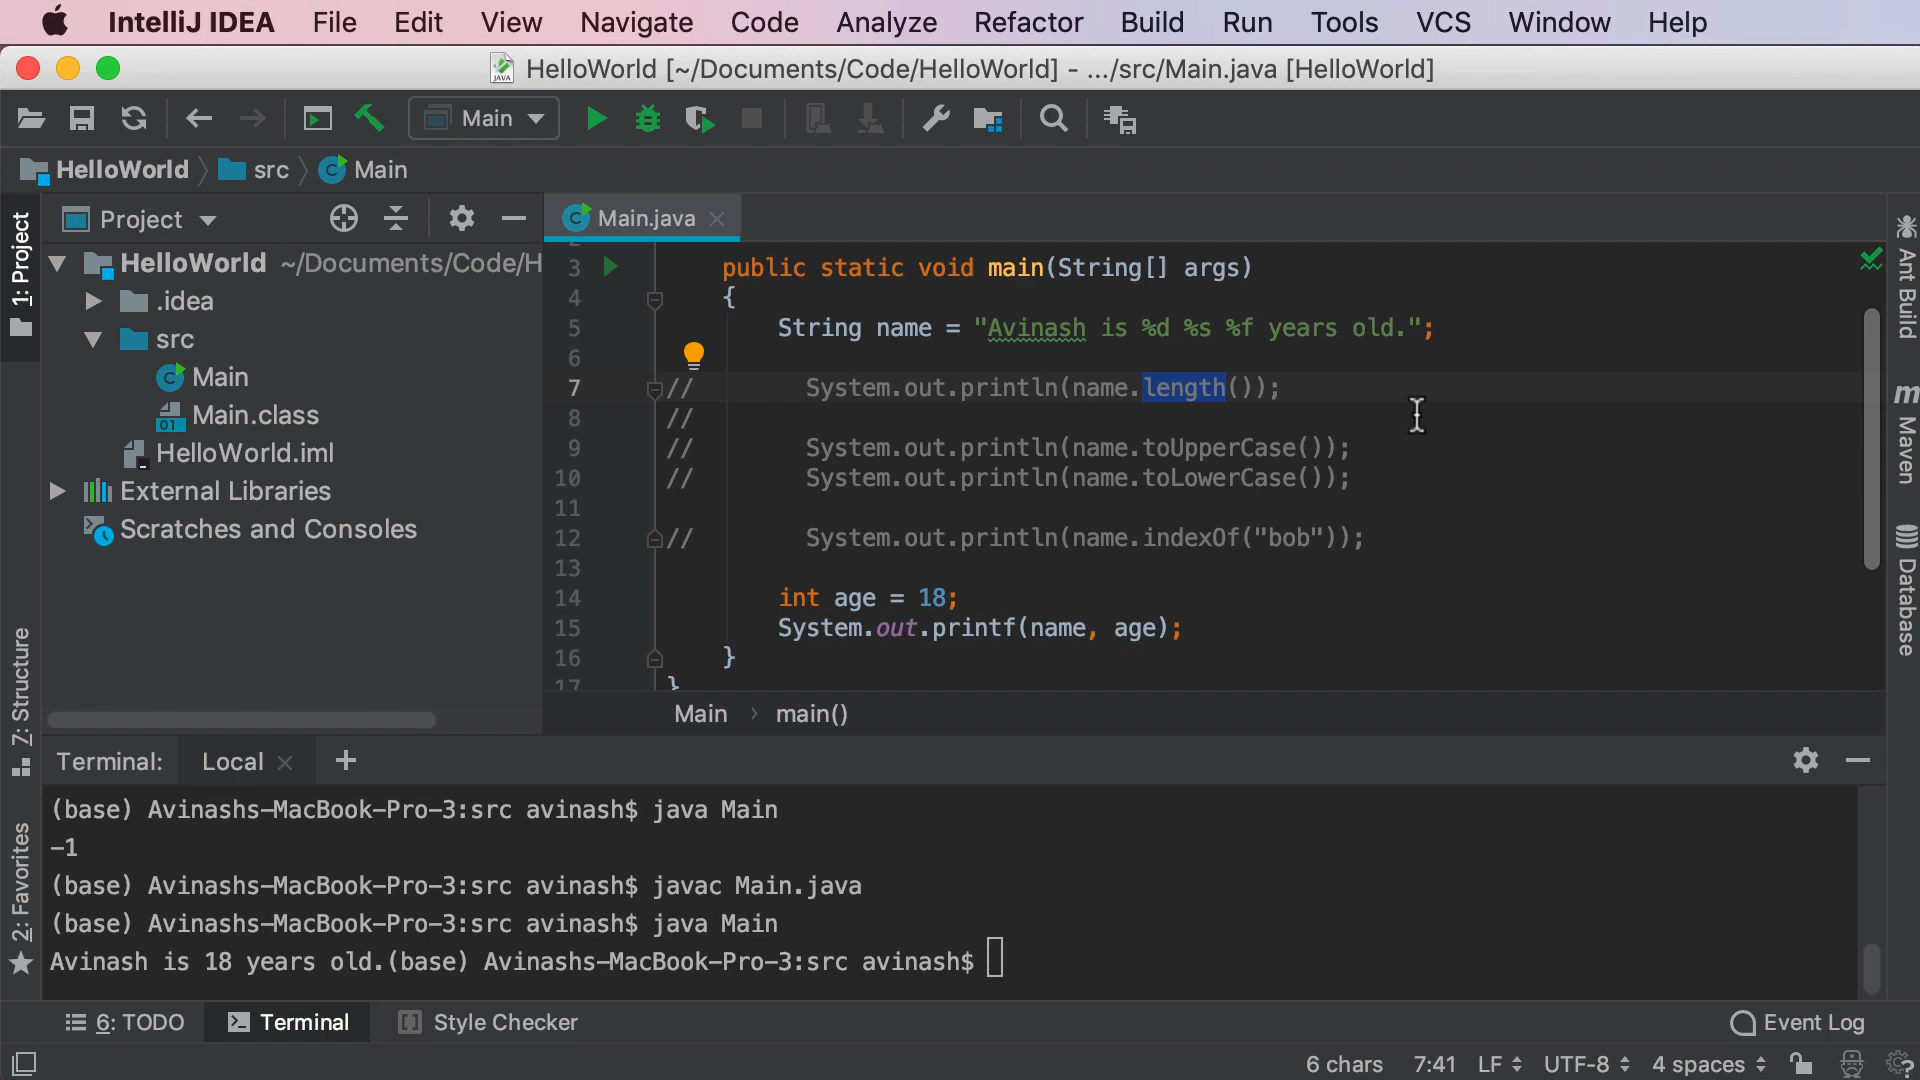 IntelliJ IDEA File Edit View Navigate Code Analyze Refactor Build Run Tools VCS Window Help
HelloWorld [~/Documents/Code/HelloWorld] - .../src/Main.java [HelloWorld]
Main
HelloWorld src Main
Project
Main.java
1: Project
HelloWorld ~/Documents/Code/H
.idea
src
Main
Main.class
HelloWorld.iml
External Libraries
Scratches and Consoles
3 public static void main(String[] args)
4 {
5 String name = "Avinash is %d %s %f years old.";
6
7 // System.out.println(name.length());
8 //
9 // System.out.println(name.toUpperCase());
10 // System.out.println(name.toLowerCase());
11
12 // System.out.println(name.indexOf("bob"));
13
14 int age = 18;
15 System.out.printf(name, age);
16 }
17 }
Main › main()
Ant Build
Maven
Database
7: Structure
2: Favorites
Terminal: Local +
(base) Avinashs-MacBook-Pro-3:src avinash$ java Main
-1
(base) Avinashs-MacBook-Pro-3:src avinash$ javac Main.java
(base) Avinashs-MacBook-Pro-3:src avinash$ java Main
Avinash is 18 years old.(base) Avinashs-MacBook-Pro-3:src avinash$
6: TODO Terminal Style Checker Event Log
6 chars 7:41 LF UTF-8 4 spaces